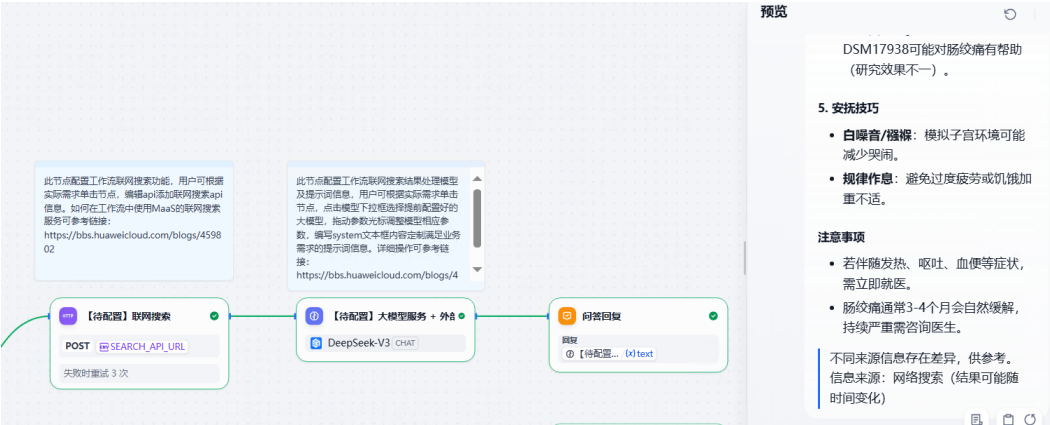 此节点配置工作流联网搜索功能，用户可根据
实际需求单击节点，编辑api添加联网搜索api
信息。如何在工作流中使用MaaS的联网搜索
服务可参考链接：
https://bbs.huaweicloud.com/blogs/4598
02
此节点配置工作流联网搜索结果处理模型
及提示词信息，用户可根据实际需求单击
节点，点击模型下拉框选择提前配置好的
大模型，拖动参数光标调整模型相应参
数，编写system文本框内容定制满足业务
需求的提示词信息。详细操作可参考链
接：
https://bbs.huaweicloud.com/blogs/4
HTTP 【待配置】联网搜索
POST ENV SEARCH_API_URL
失败时重试 3 次
【待配置】大模型服务 + 外部
DeepSeek-V3 CHAT
问答回复
回复
【待配置... {x} text
预览
DSM17938可能对肠绞痛有帮助
（研究效果不一）。
5. 安抚技巧
• 白噪音/襁褓：模拟子宫环境可能
减少哭闹。
• 规律作息：避免过度疲劳或饥饿加
重不适。
注意事项
• 若伴随发热、呕吐、血便等症状，
需立即就医。
• 肠绞痛通常3-4个月会自然缓解，
持续严重需咨询医生。
不同来源信息存在差异，供参考。
信息来源：网络搜索（结果可能随
时间变化）